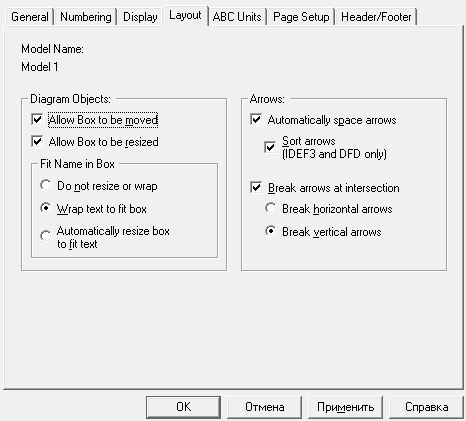 General Numbering Display Layout ABC Units Page Setup Header/Footer
Model Name:
Model 1
Diagram Objects:
Allow Box to be moved
Allow Box to be resized
Fit Name in Box
Do not resize or wrap
Wrap text to fit box
Automatically resize box
to fit text
Arrows:
Automatically space arrows
Sort arrows
(IDEF3 and DFD only)
Break arrows at intersection
Break horizontal arrows
Break vertical arrows
OK Отмена Применить Справка